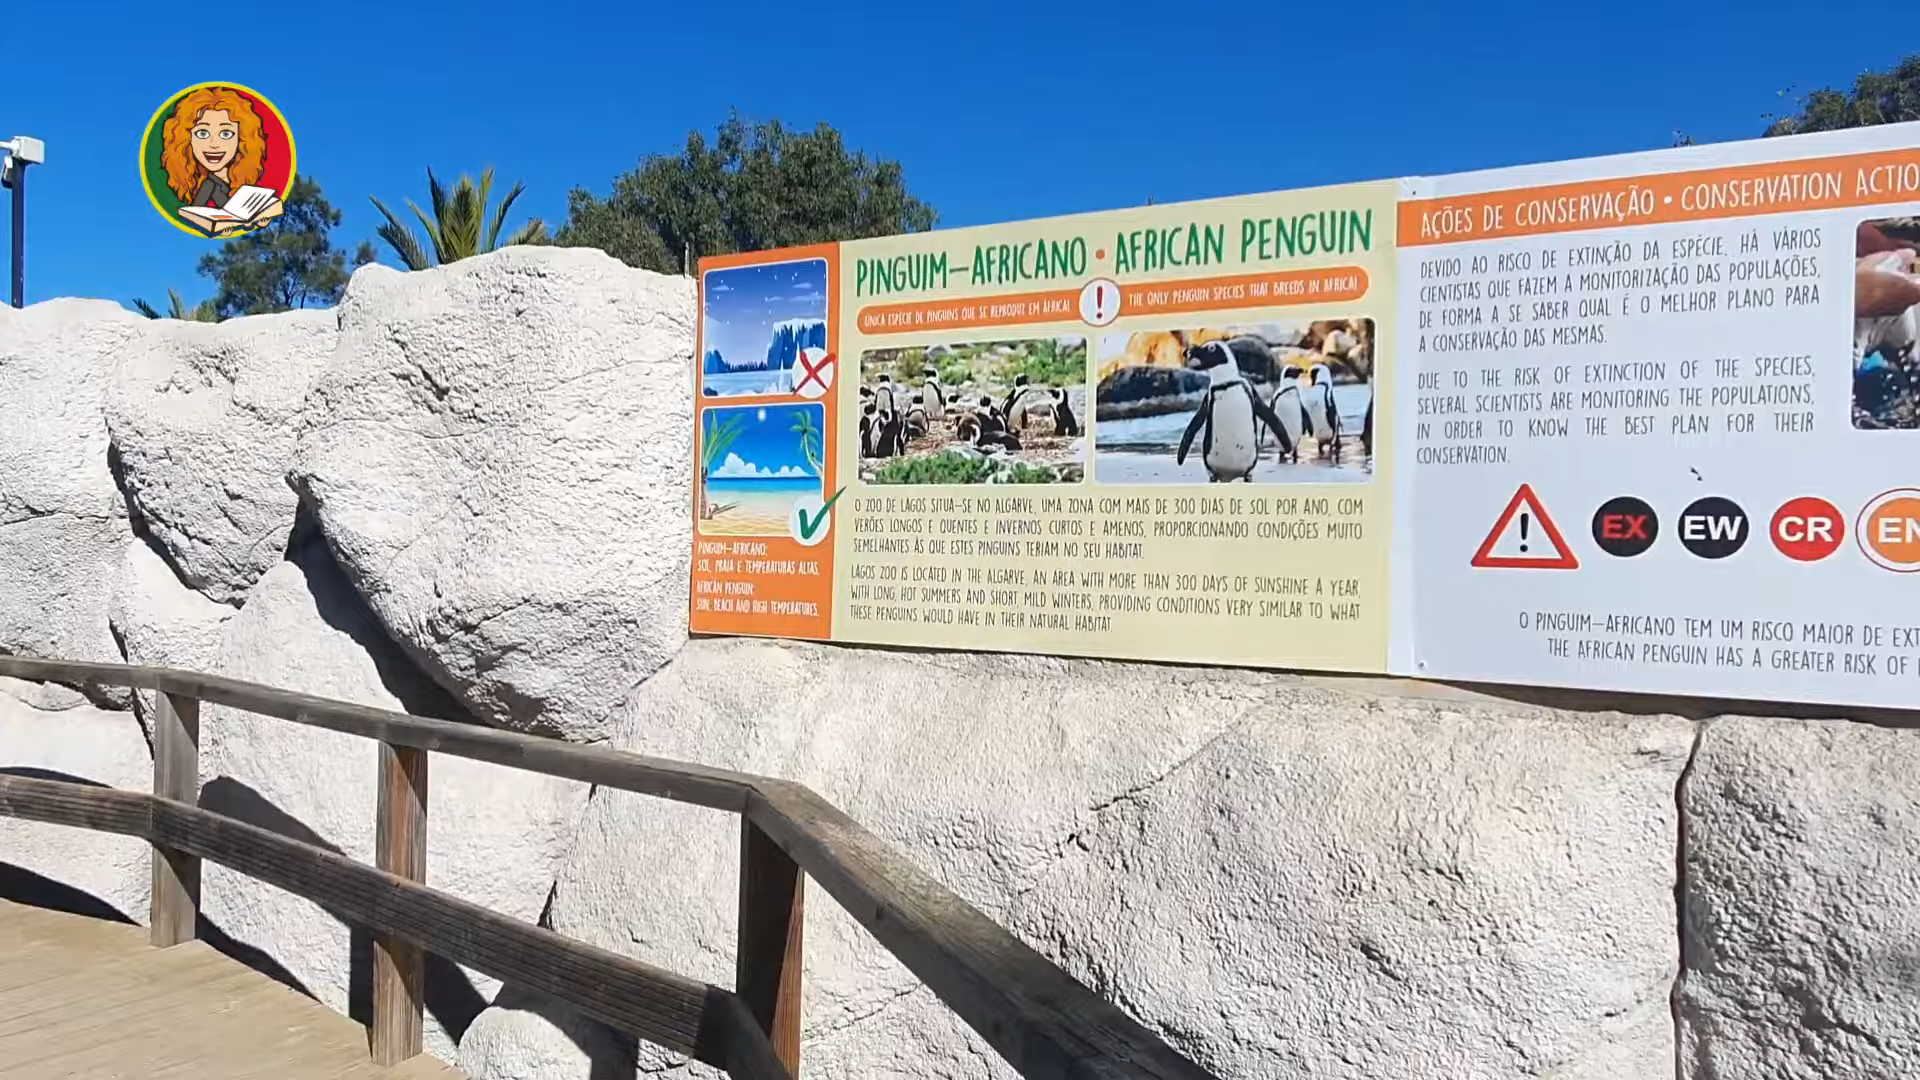 PINGUIM-AFRICANO • AFRICAN PENGUIN
ÚNICA ESPÉCIE DE PINGUINS QUE SE REPRODUZ EM ÁFRICA!
!
THE ONLY PENGUIN SPECIES THAT BREEDS IN AFRICA!
PINGUIM-AFRICANO:
SOL, PRAIA E TEMPERATURAS ALTAS.
AFRICAN PENGUIN:
SUN, BEACH AND HIGH TEMPERATURES.
O ZOO DE LAGOS SITUA-SE NO ALGARVE, UMA ZONA COM MAIS DE 300 DIAS DE SOL POR ANO, COM
VERÕES LONGOS E QUENTES E INVERNOS CURTOS E AMENOS, PROPORCIONANDO CONDIÇÕES MUITO
SEMELHANTES ÀS QUE ESTES PINGUINS TERIAM NO SEU HABITAT.
LAGOS ZOO IS LOCATED IN THE ALGARVE, AN AREA WITH MORE THAN 300 DAYS OF SUNSHINE A YEAR,
WITH LONG, HOT SUMMERS AND SHORT, MILD WINTERS, PROVIDING CONDITIONS VERY SIMILAR TO WHAT
THESE PENGUINS WOULD HAVE IN THEIR NATURAL HABITAT.
AÇÕES DE CONSERVAÇÃO • CONSERVATION ACTIO
DEVIDO AO RISCO DE EXTINÇÃO DA ESPÉCIE, HÁ VÁRIOS
CIENTISTAS QUE FAZEM A MONITORIZAÇÃO DAS POPULAÇÕES,
DE FORMA A SE SABER QUAL É O MELHOR PLANO PARA
A CONSERVAÇÃO DAS MESMAS.
DUE TO THE RISK OF EXTINCTION OF THE SPECIES,
SEVERAL SCIENTISTS ARE MONITORING THE POPULATIONS,
IN ORDER TO KNOW THE BEST PLAN FOR THEIR
CONSERVATION.
! EX EW CR EN
O PINGUIM-AFRICANO TEM UM RISCO MAIOR DE EXT
THE AFRICAN PENGUIN HAS A GREATER RISK OF